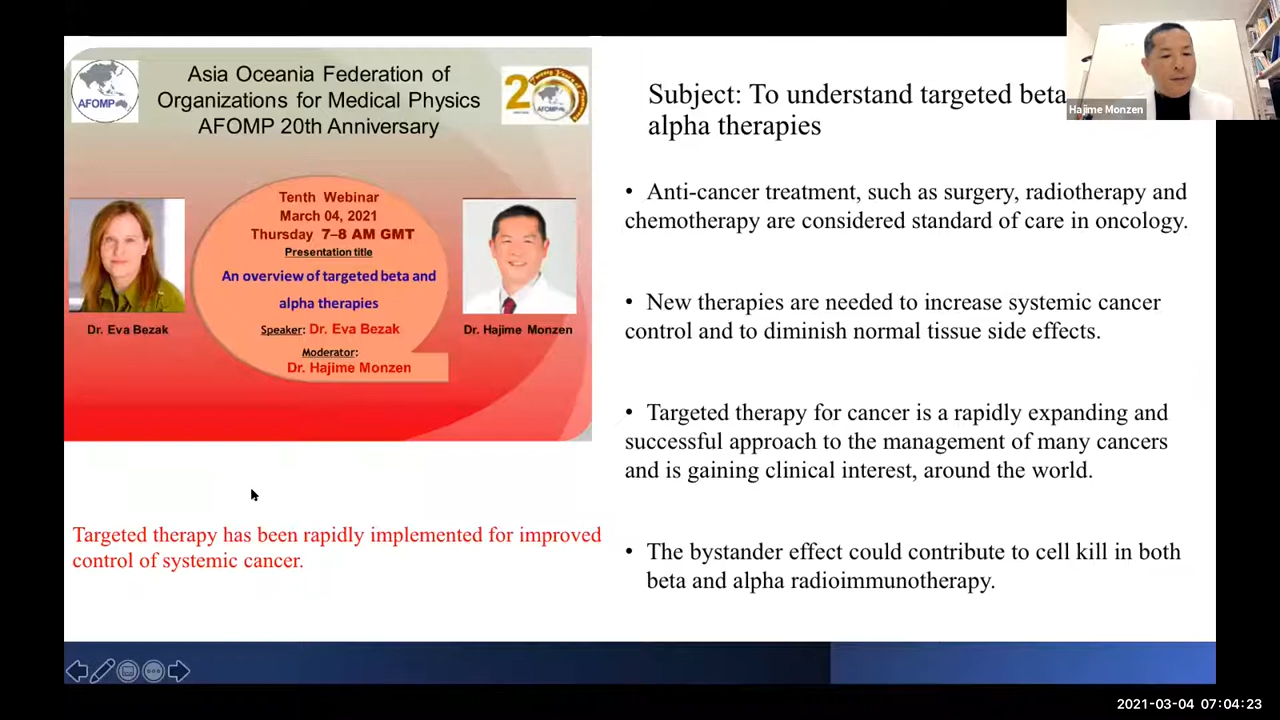 Asia Oceania Federation of
Organizations for Medical Physics
AFOMP 20th Anniversary
AFOMP
20
AFOMP
Tenth Webinar
March 04, 2021
Thursday 7–8 AM GMT
Presentation title
An overview of targeted beta and
alpha therapies
Speaker: Dr. Eva Bezak
Moderator:
Dr. Hajime Monzen
Dr. Eva Bezak
Dr. Hajime Monzen
Targeted therapy has been rapidly implemented for improved
control of systemic cancer.
Subject: To understand targeted beta
alpha therapies
• Anti-cancer treatment, such as surgery, radiotherapy and
chemotherapy are considered standard of care in oncology.
• New therapies are needed to increase systemic cancer
control and to diminish normal tissue side effects.
• Targeted therapy for cancer is a rapidly expanding and
successful approach to the management of many cancers
and is gaining clinical interest, around the world.
• The bystander effect could contribute to cell kill in both
beta and alpha radioimmunotherapy.
Hajime Monzen
2021-03-04 07:04:23